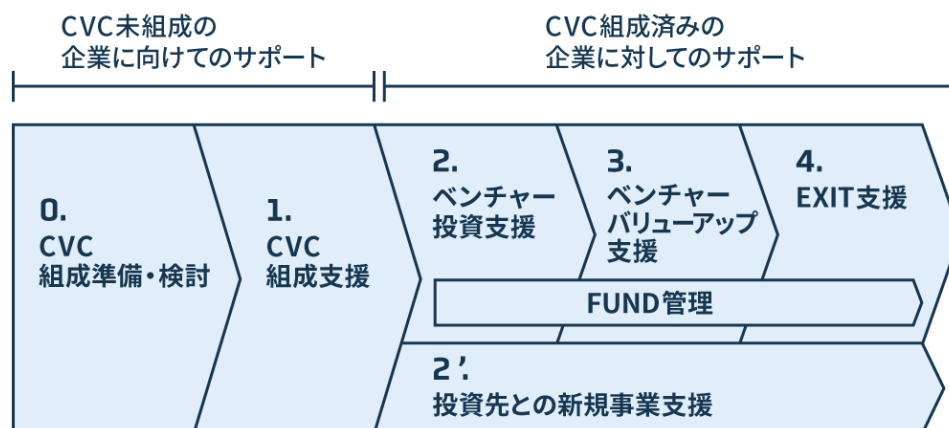 CVC未組成の
企業に向けてのサポート
CVC組成済みの
企業に対してのサポート
0.
CVC
組成準備・検討
1.
CVC
組成支援
2.
ベンチャー
投資支援
3.
ベンチャー
バリューアップ
支援
4.
EXIT支援
FUND管理
2'.
投資先との新規事業支援